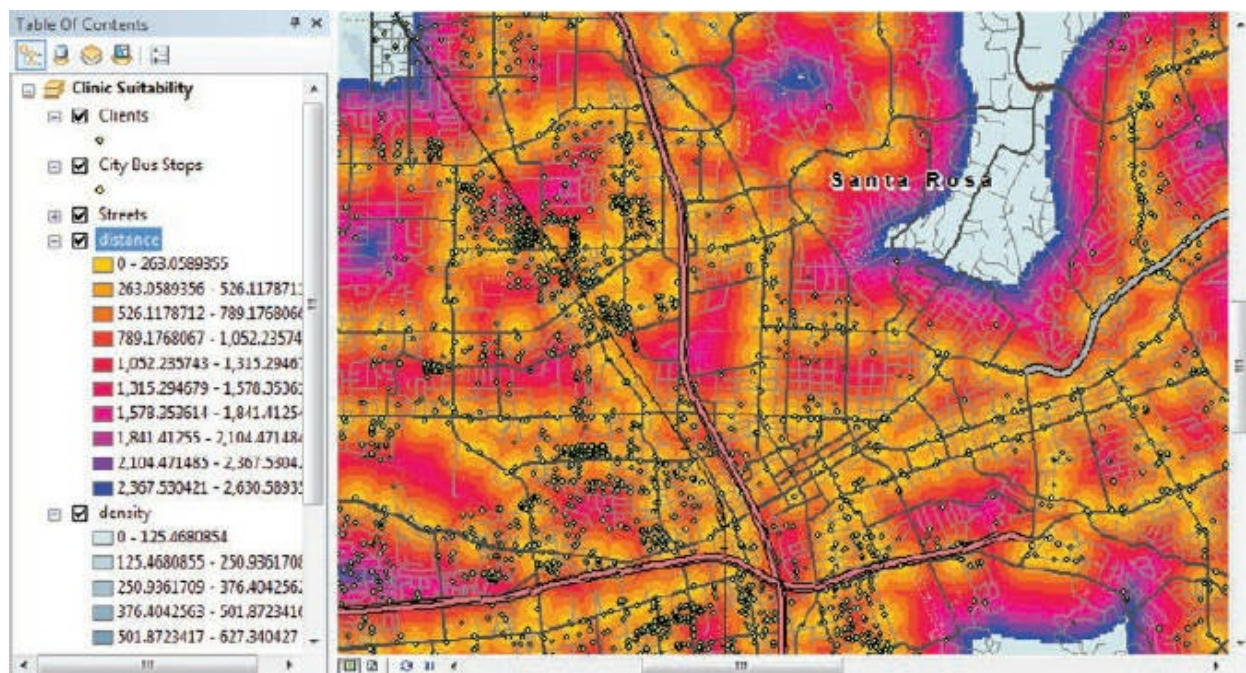 Table Of Contents
Clinic Suitability
Clients
City Bus Stops
Streets
distance
0 - 263.0589355
263.0589356 - 526.1178711
526.1178712 - 789.1768066
789.1768067 - 1,052.23574
1,052.235743 - 1,315.29467
1,315.294679 - 1,578.35361
1,578.353614 - 1,841.41254
1,841.41255 - 2,104.471484
2,104.471485 - 2,367.5304
2,367.530421 - 2,630.58935
density
0 - 125.4680854
125.4680855 - 250.9361708
250.9361709 - 376.4042562
376.4042563 - 501.8723416
501.8723417 - 627.340427
Santa Rosa